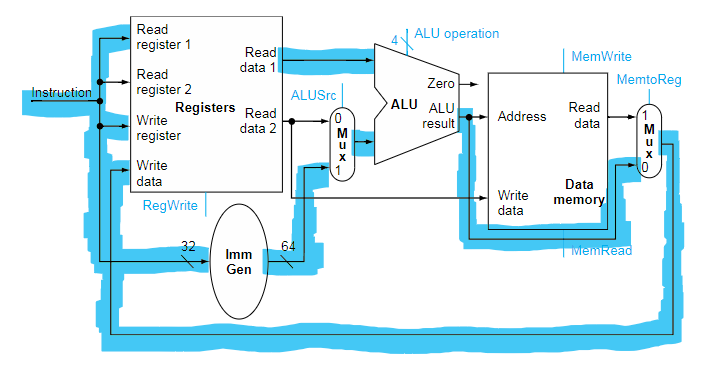 Instruction
Read
register 1
Read
register 2
Write
register
Write
data
Registers
Read
data 1
Read
data 2
RegWrite
32
Imm
Gen
64
ALUSrc
0
M
u
x
1
4
ALU operation
Zero
ALU
ALU
result
MemWrite
Address
Read
data
Write
data
Data
memory
MemRead
MemtoReg
1
M
u
x
0